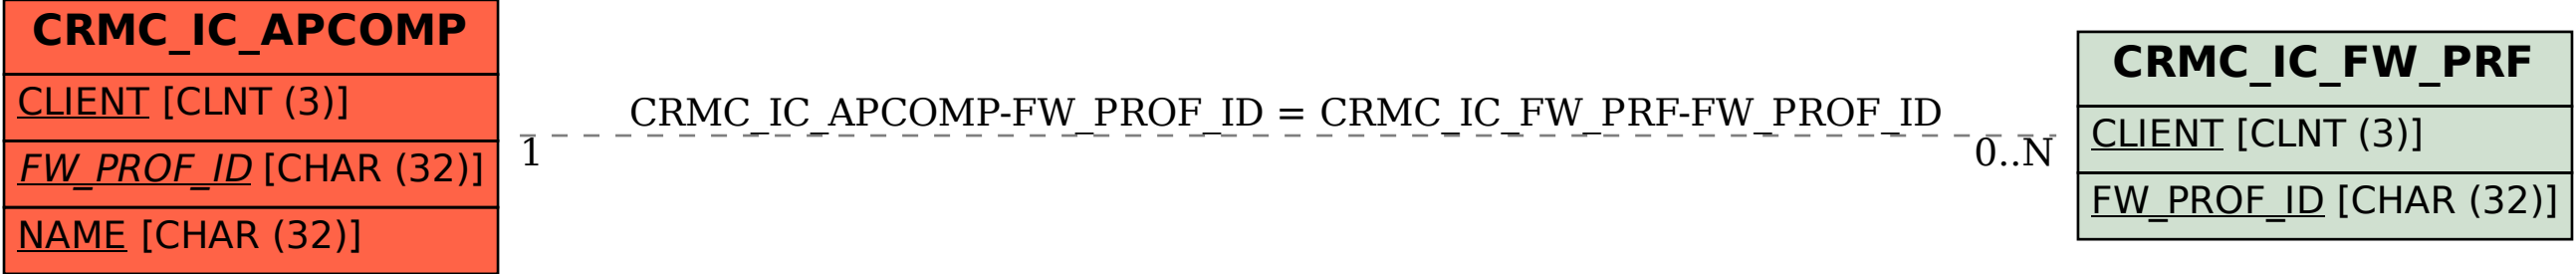 CRMC_IC_APCOMP
CLIENT [CLNT (3)]
FW_PROF_ID [CHAR (32)]
NAME [CHAR (32)]
CRMC_IC_APCOMP-FW_PROF_ID = CRMC_IC_FW_PRF-FW_PROF_ID
1
0..N
CRMC_IC_FW_PRF
CLIENT [CLNT (3)]
FW_PROF_ID [CHAR (32)]